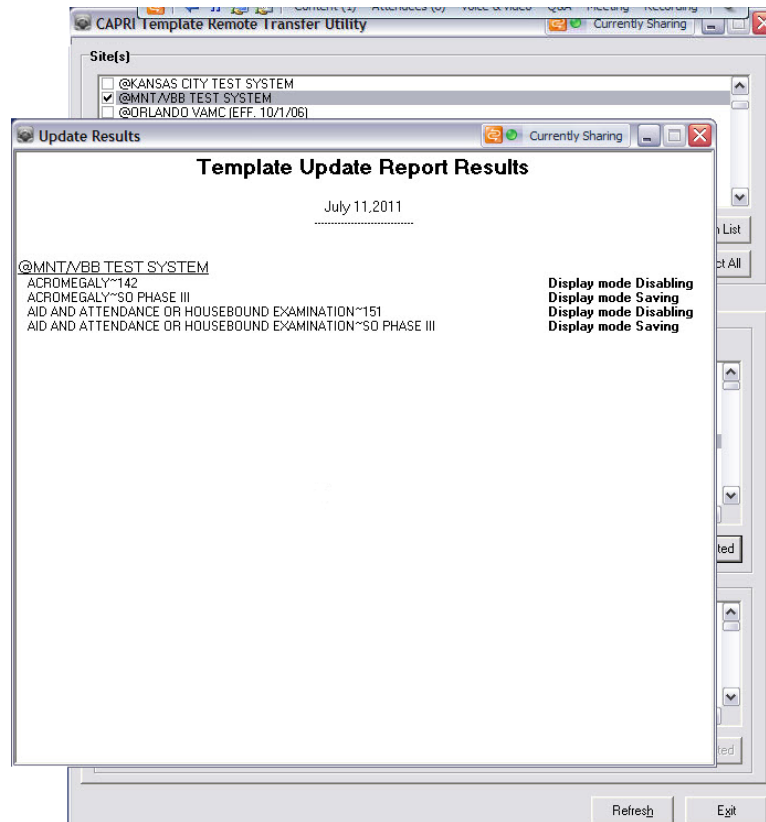 Content (1) Attendees (6) Voice & Video Q&A Meeting Recording
CAPRI Template Remote Transfer Utility
Currently Sharing
Site(s)
@KANSAS CITY TEST SYSTEM
@MNT/VBB TEST SYSTEM
@ORLANDO VAMC (EFF. 10/1/06)
Update Results
Currently Sharing
Template Update Report Results
July 11,2011
-----------------------------
List
@MNT/VBB TEST SYSTEM
ct All
ACROMEGALY~142 Display mode Disabling
ACROMEGALY~SO PHASE III Display mode Saving
AID AND ATTENDANCE OR HOUSEBOUND EXAMINATION~151 Display mode Disabling
AID AND ATTENDANCE OR HOUSEBOUND EXAMINATION~SO PHASE III Display mode Saving
ted
ted
Refresh Exit